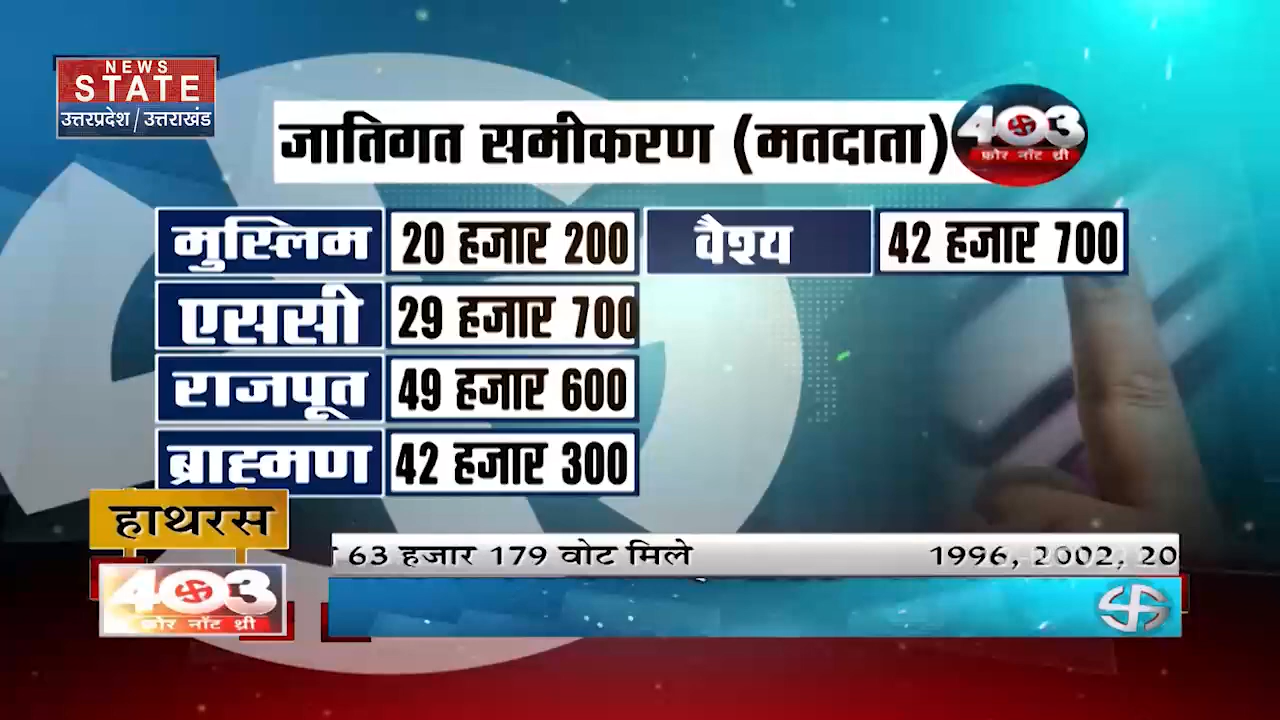 NEWS
STATE
उत्तरप्रदेश/उत्तराखंड
जातिगत समीकरण (मतदाता)
403
फ़ोर नॉट थ्री
मुस्लिम 20 हजार 200 वैश्य 42 हजार 700
एससी 29 हजार 700
राजपूत 49 हजार 600
ब्राह्मण 42 हजार 300
हाथरस
63 हजार 179 वोट मिले 1996, 2002, 20
403
फ़ोर नॉट थ्री